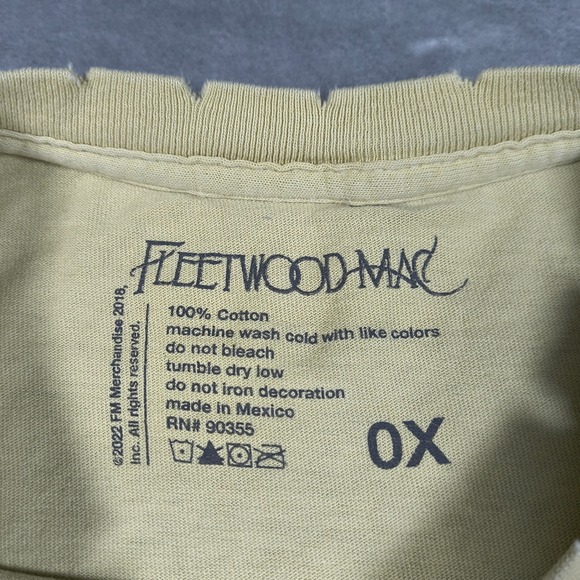 FLEETWOOD MAC
©2022 FM Merchandise 2018,
Inc. All rights reserved.
100% Cotton
machine wash cold with like colors
do not bleach
tumble dry low
do not iron decoration
made in Mexico
RN# 90355
0X